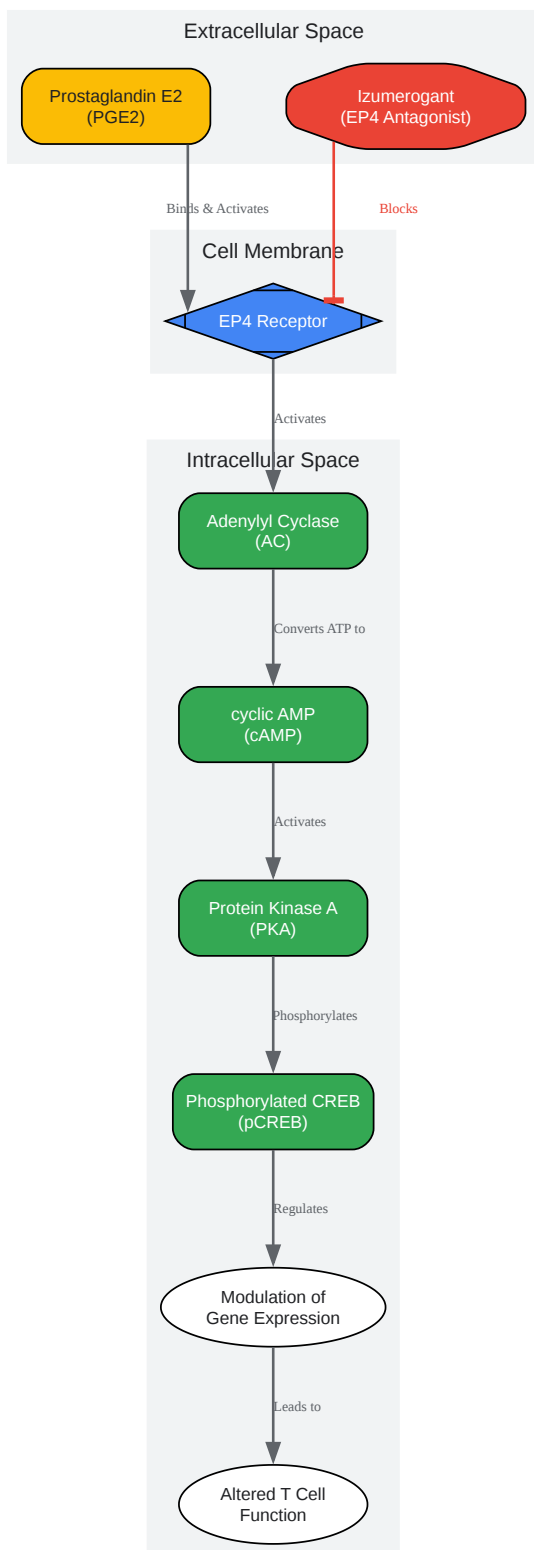 Extracellular Space
Prostaglandin E2
(PGE2)
Izumerogant
(EP4 Antagonist)
Binds & Activates
Blocks
Cell Membrane
EP4 Receptor
Activates
Intracellular Space
Adenylyl Cyclase
(AC)
Converts ATP to
cyclic AMP
(cAMP)
Activates
Protein Kinase A
(PKA)
Phosphorylates
Phosphorylated CREB
(pCREB)
Regulates
Modulation of
Gene Expression
Leads to
Altered T Cell
Function